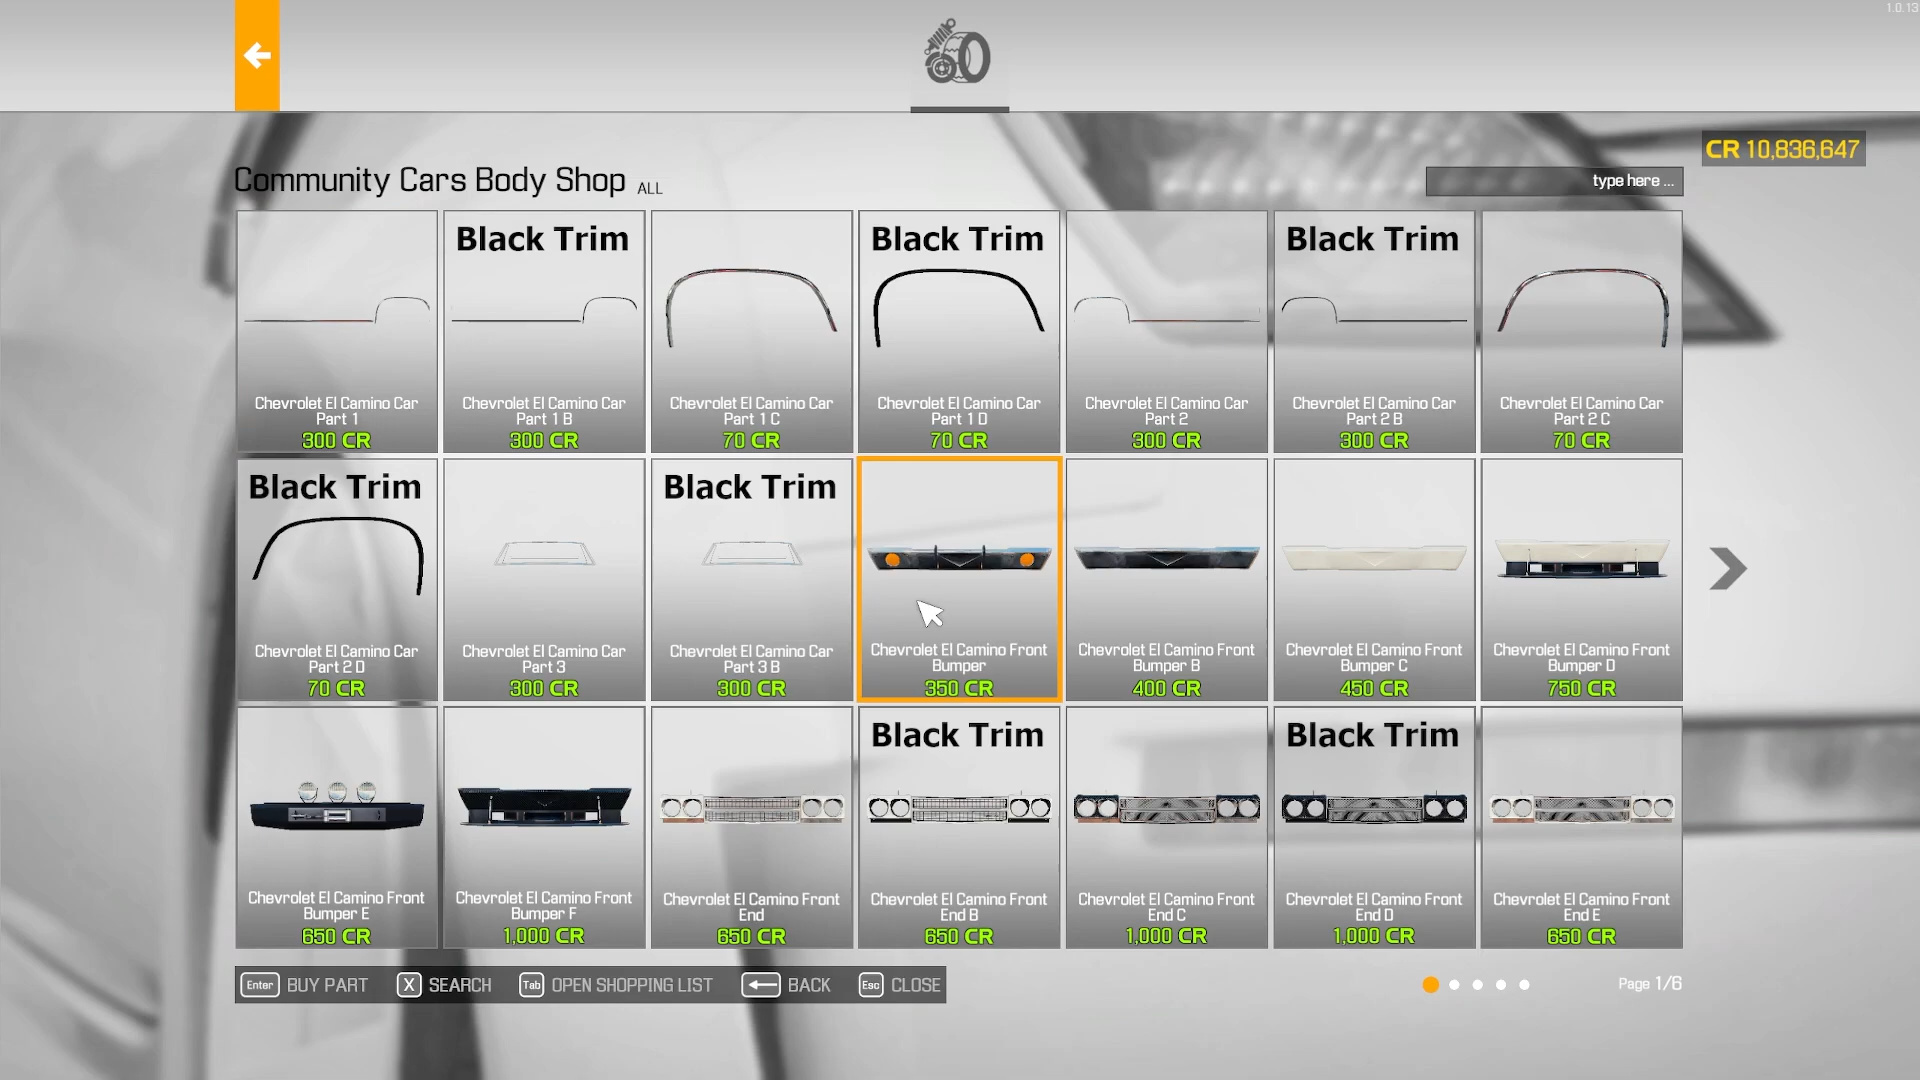 1.0.13
CR 10,836,647
Community Cars Body Shop ALL
type here ...
Chevrolet El Camino Car
Part 1
300 CR
Black Trim
Chevrolet El Camino Car
Part 1 B
300 CR
Chevrolet El Camino Car
Part 1 C
70 CR
Black Trim
Chevrolet El Camino Car
Part 1 D
70 CR
Chevrolet El Camino Car
Part 2
300 CR
Black Trim
Chevrolet El Camino Car
Part 2 B
300 CR
Chevrolet El Camino Car
Part 2 C
70 CR
Black Trim
Chevrolet El Camino Car
Part 2 D
70 CR
Chevrolet El Camino Car
Part 3
300 CR
Black Trim
Chevrolet El Camino Car
Part 3 B
300 CR
Chevrolet El Camino Front
Bumper
350 CR
Chevrolet El Camino Front
Bumper B
400 CR
Chevrolet El Camino Front
Bumper C
450 CR
Chevrolet El Camino Front
Bumper D
750 CR
Chevrolet El Camino Front
Bumper E
650 CR
Chevrolet El Camino Front
Bumper F
1,000 CR
Chevrolet El Camino Front
End
650 CR
Black Trim
Chevrolet El Camino Front
End B
650 CR
Chevrolet El Camino Front
End C
1,000 CR
Black Trim
Chevrolet El Camino Front
End D
1,000 CR
Chevrolet El Camino Front
End E
650 CR
Enter BUY PART X SEARCH Tab OPEN SHOPPING LIST BACK Esc CLOSE
Page 1/6